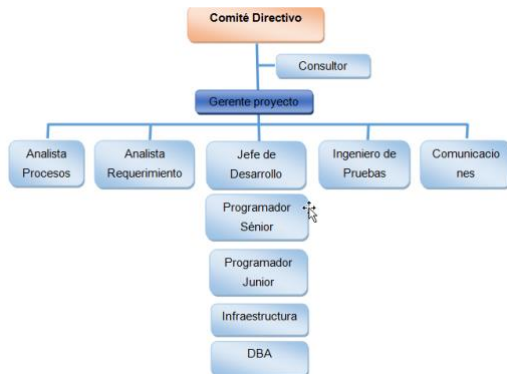 Comité Directivo
Consultor
Gerente proyecto
Analista
Procesos
Analista
Requerimiento
Jefe de
Desarrollo
Ingeniero de
Pruebas
Comunicacio
nes
Programador
Sénior
Programador
Junior
Infraestructura
DBA